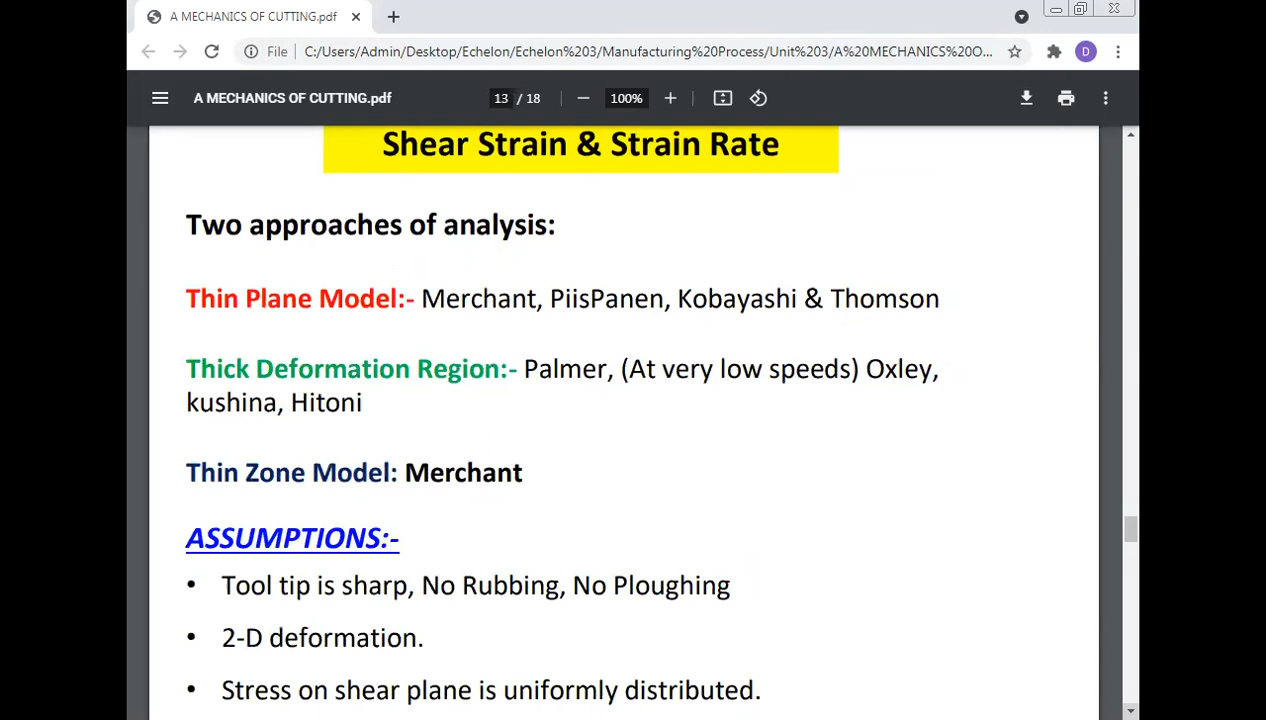 A MECHANICS OF CUTTING.pdf
File C:/Users/Admin/Desktop/Echelon/Echelon%203/Manufacturing%20Process/Unit%203/A%20MECHANICS%20O...
D
A MECHANICS OF CUTTING.pdf 13 / 18 100%
Shear Strain & Strain Rate
Two approaches of analysis:
Thin Plane Model:- Merchant, PiisPanen, Kobayashi & Thomson
Thick Deformation Region:- Palmer, (At very low speeds) Oxley,
kushina, Hitoni
Thin Zone Model: Merchant
ASSUMPTIONS:-
• Tool tip is sharp, No Rubbing, No Ploughing
• 2-D deformation.
• Stress on shear plane is uniformly distributed.